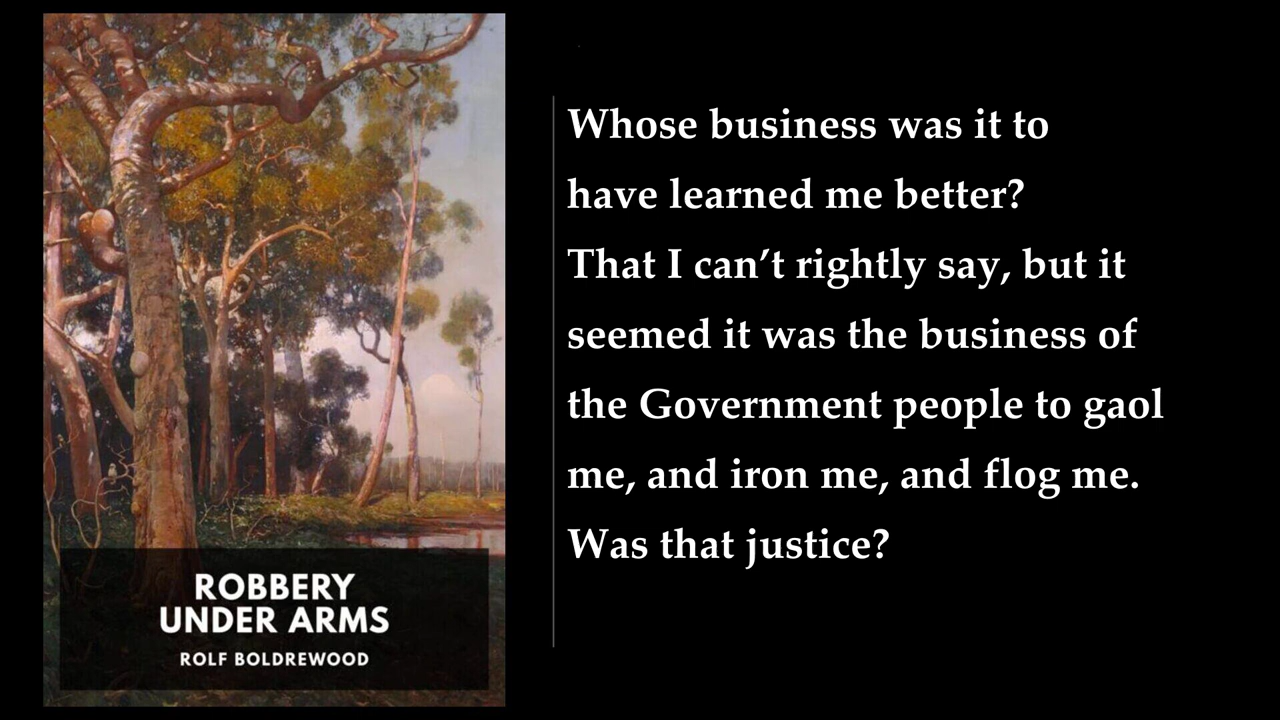 ROBBERY
UNDER ARMS
ROLF BOLDREWOOD
Whose business was it to
have learned me better?
That I can’t rightly say, but it
seemed it was the business of
the Government people to gaol
me, and iron me, and flog me.
Was that justice?